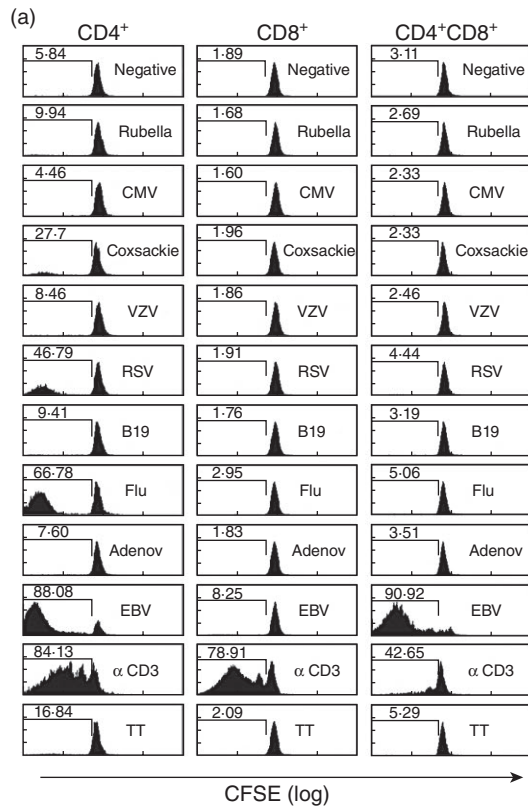 (a)
CD4⁺ CD8⁺ CD4⁺CD8⁺
5·84 Negative 1·89 Negative 3·11 Negative
9·94 Rubella 1·68 Rubella 2·69 Rubella
4·46 CMV 1·60 CMV 2·33 CMV
27·7 Coxsackie 1·96 Coxsackie 2·33 Coxsackie
8·46 VZV 1·86 VZV 2·46 VZV
46·79 RSV 1·91 RSV 4·44 RSV
9·41 B19 1·76 B19 3·19 B19
66·78 Flu 2·95 Flu 5·06 Flu
7·60 Adenov 1·83 Adenov 3·51 Adenov
88·08 EBV 8·25 EBV 90·92 EBV
84·13 α CD3 78·91 α CD3 42·65 α CD3
16·84 TT 2·09 TT 5·29 TT
CFSE (log)